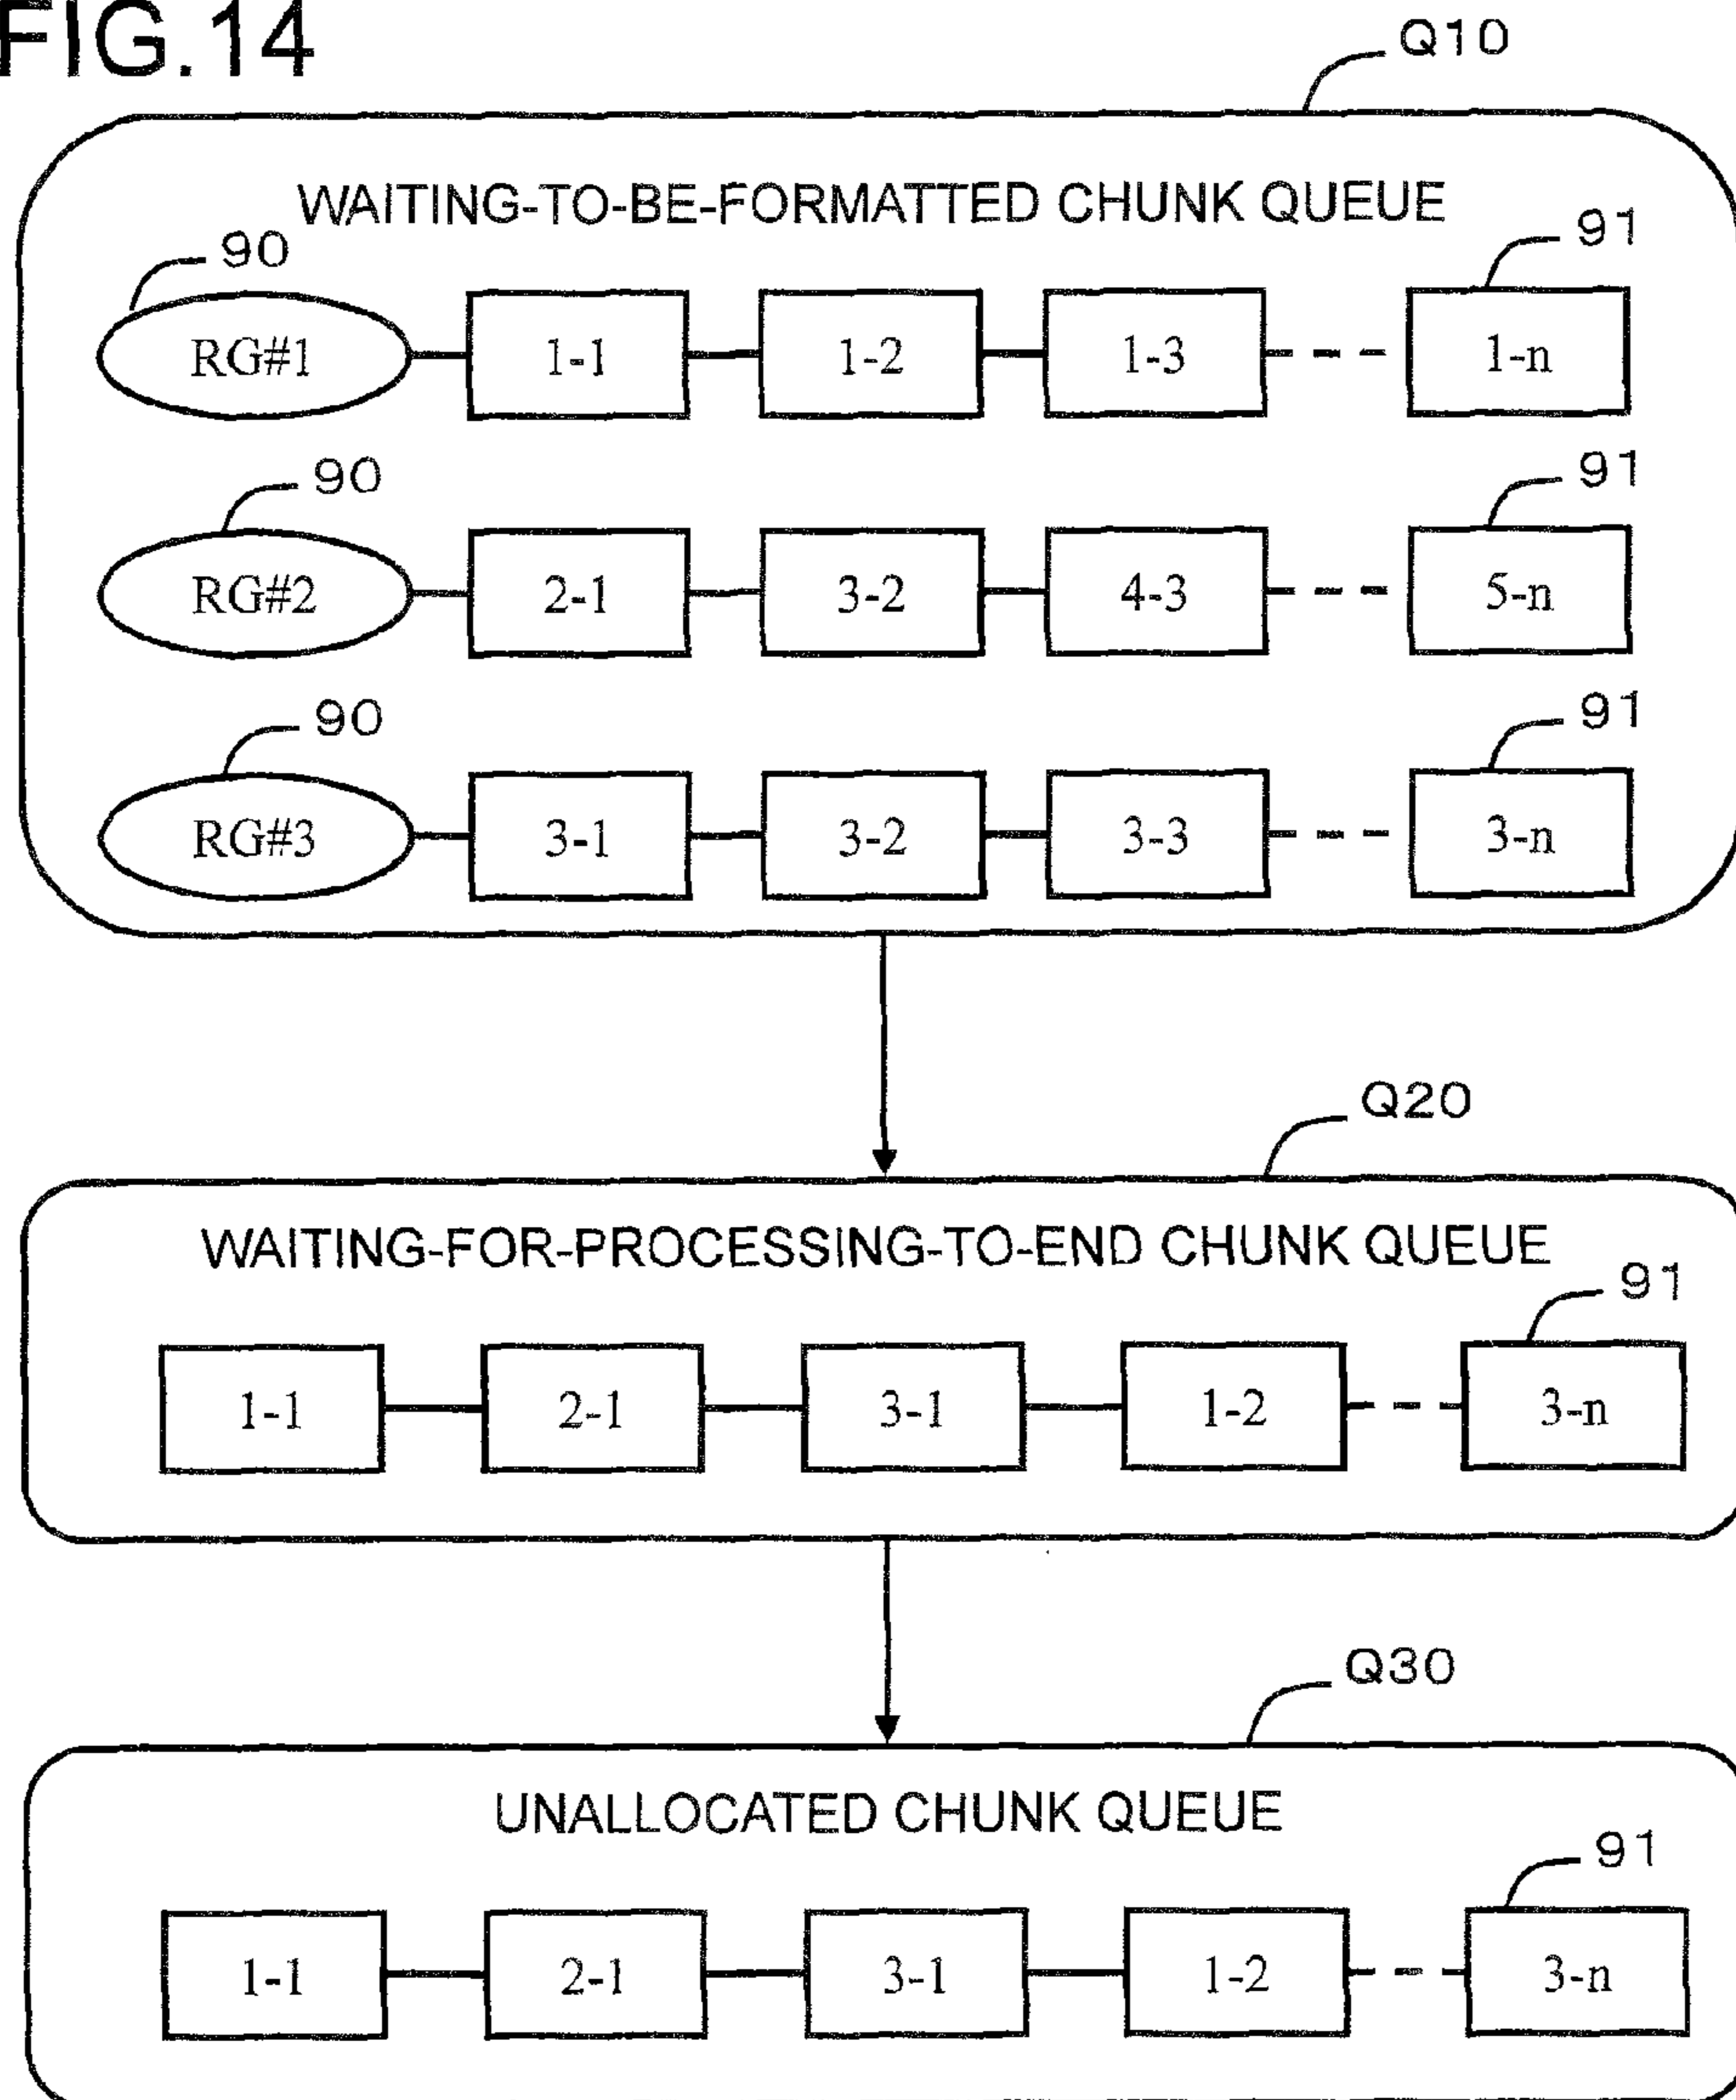 FIG.14
Q10
WAITING-TO-BE-FORMATTED CHUNK QUEUE
90
91
RG#1 1-1 1-2 1-3 1-n
90
91
RG#2 2-1 3-2 4-3 5-n
90
91
RG#3 3-1 3-2 3-3 3-n
Q20
WAITING-FOR-PROCESSING-TO-END CHUNK QUEUE
91
1-1 2-1 3-1 1-2 3-n
Q30
UNALLOCATED CHUNK QUEUE
91
1-1 2-1 3-1 1-2 3-n